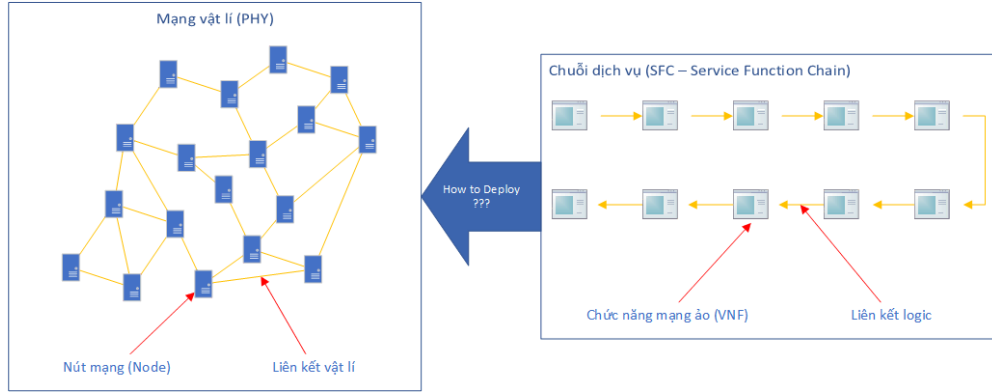 Mạng vật lí (PHY)
Nút mạng (Node)
Liên kết vật lí
How to Deploy
???
Chuỗi dịch vụ (SFC – Service Function Chain)
Chức năng mạng ảo (VNF)
Liên kết logic